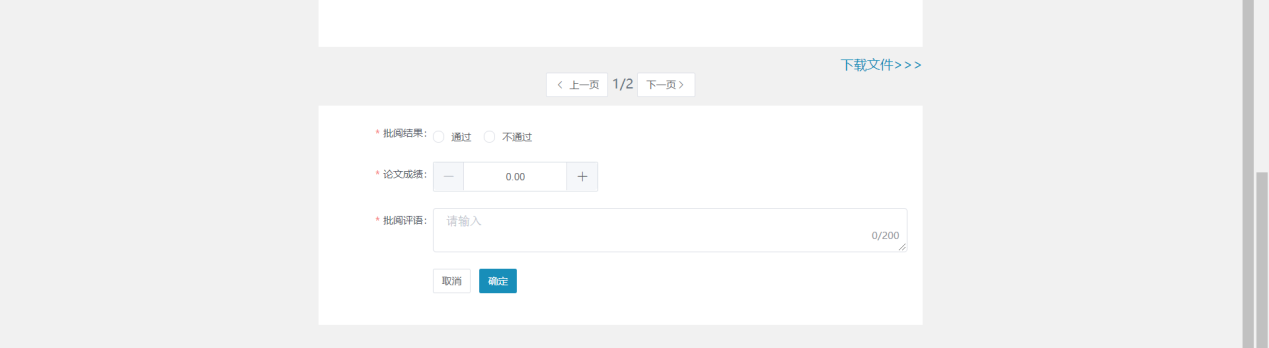 下载文件>>>
< 上一页 1/2 下一页 >
* 批阅结果: 通过 不通过
* 论文成绩: — 0.00 +
* 批阅评语: 请输入
0/200
取消 确定